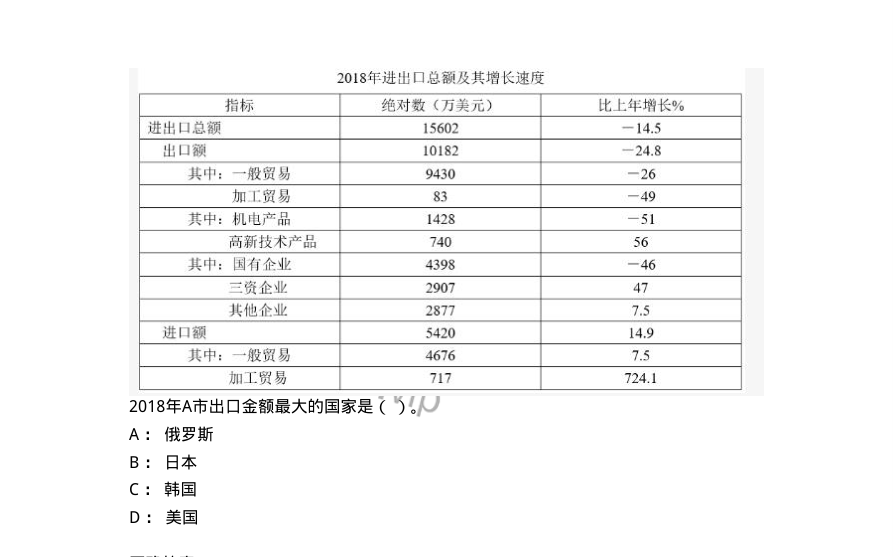 2018年进出口总额及其增长速度
指标 绝对数（万美元） 比上年增长%
进出口总额 15602 －14.5
出口额 10182 －24.8
其中：一般贸易 9430 －26
加工贸易 83 －49
其中：机电产品 1428 －51
高新技术产品 740 56
其中：国有企业 4398 －46
三资企业 2907 47
其他企业 2877 7.5
进口额 5420 14.9
其中：一般贸易 4676 7.5
加工贸易 717 724.1
2018年A市出口金额最大的国家是（ ）。
A： 俄罗斯
B： 日本
C： 韩国
D： 美国